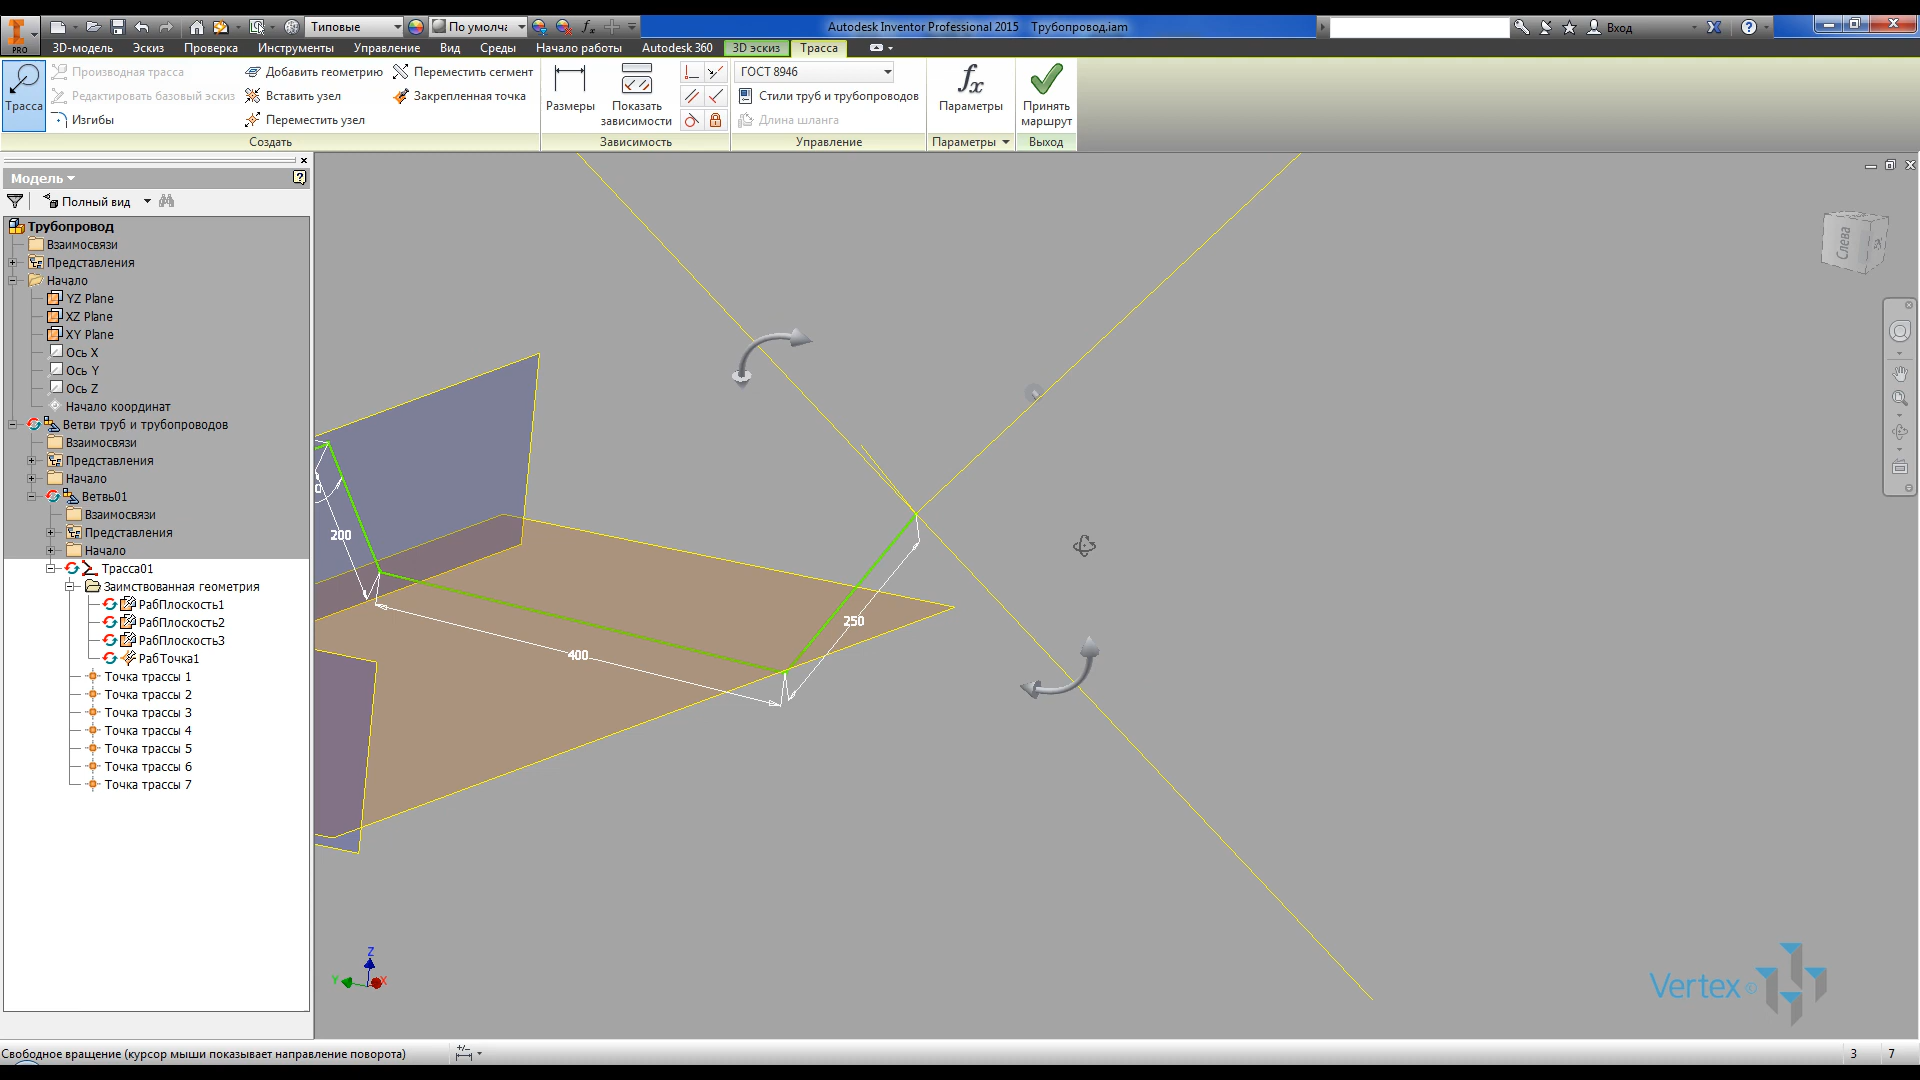 Типовые
По умолча
Autodesk Inventor Professional 2015 Трубопровод.iam
Вход
PRO
3D-модель Эскиз Проверка Инструменты Управление Вид Среды Начало работы Autodesk 360 3D эскиз Трасса
Трасса
Производная трасса
Редактировать базовый эскиз
Изгибы
Добавить геометрию
Вставить узел
Переместить узел
Переместить сегмент
Закрепленная точка
Размеры
Показать
зависимости
ГОСТ 8946
Стили труб и трубопроводов
Длина шланга
Параметры
Принять
маршрут
Создать
Зависимость
Управление
Параметры
Выход
Модель
Полный вид
Трубопровод
Взаимосвязи
Представления
Начало
YZ Plane
XZ Plane
XY Plane
Ось X
Ось Y
Ось Z
Начало координат
Ветви труб и трубопроводов
Взаимосвязи
Представления
Начало
Ветвь01
Взаимосвязи
Представления
Начало
Трасса01
Заимствованная геометрия
РабПлоскость1
РабПлоскость2
РабПлоскость3
РабТочка1
Точка трассы 1
Точка трассы 2
Точка трассы 3
Точка трассы 4
Точка трассы 5
Точка трассы 6
Точка трассы 7
Слева
0
200
400
250
Z
Y
X
Vertex ©
Свободное вращение (курсор мыши показывает направление поворота)
3 7